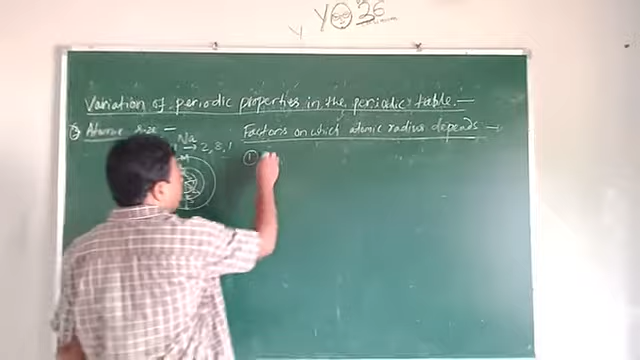 Variation of periodic properties in the periodic table.—
Atomic size —
Na
→ 2,8,1
M
Factors on which atomic radius depends →
①